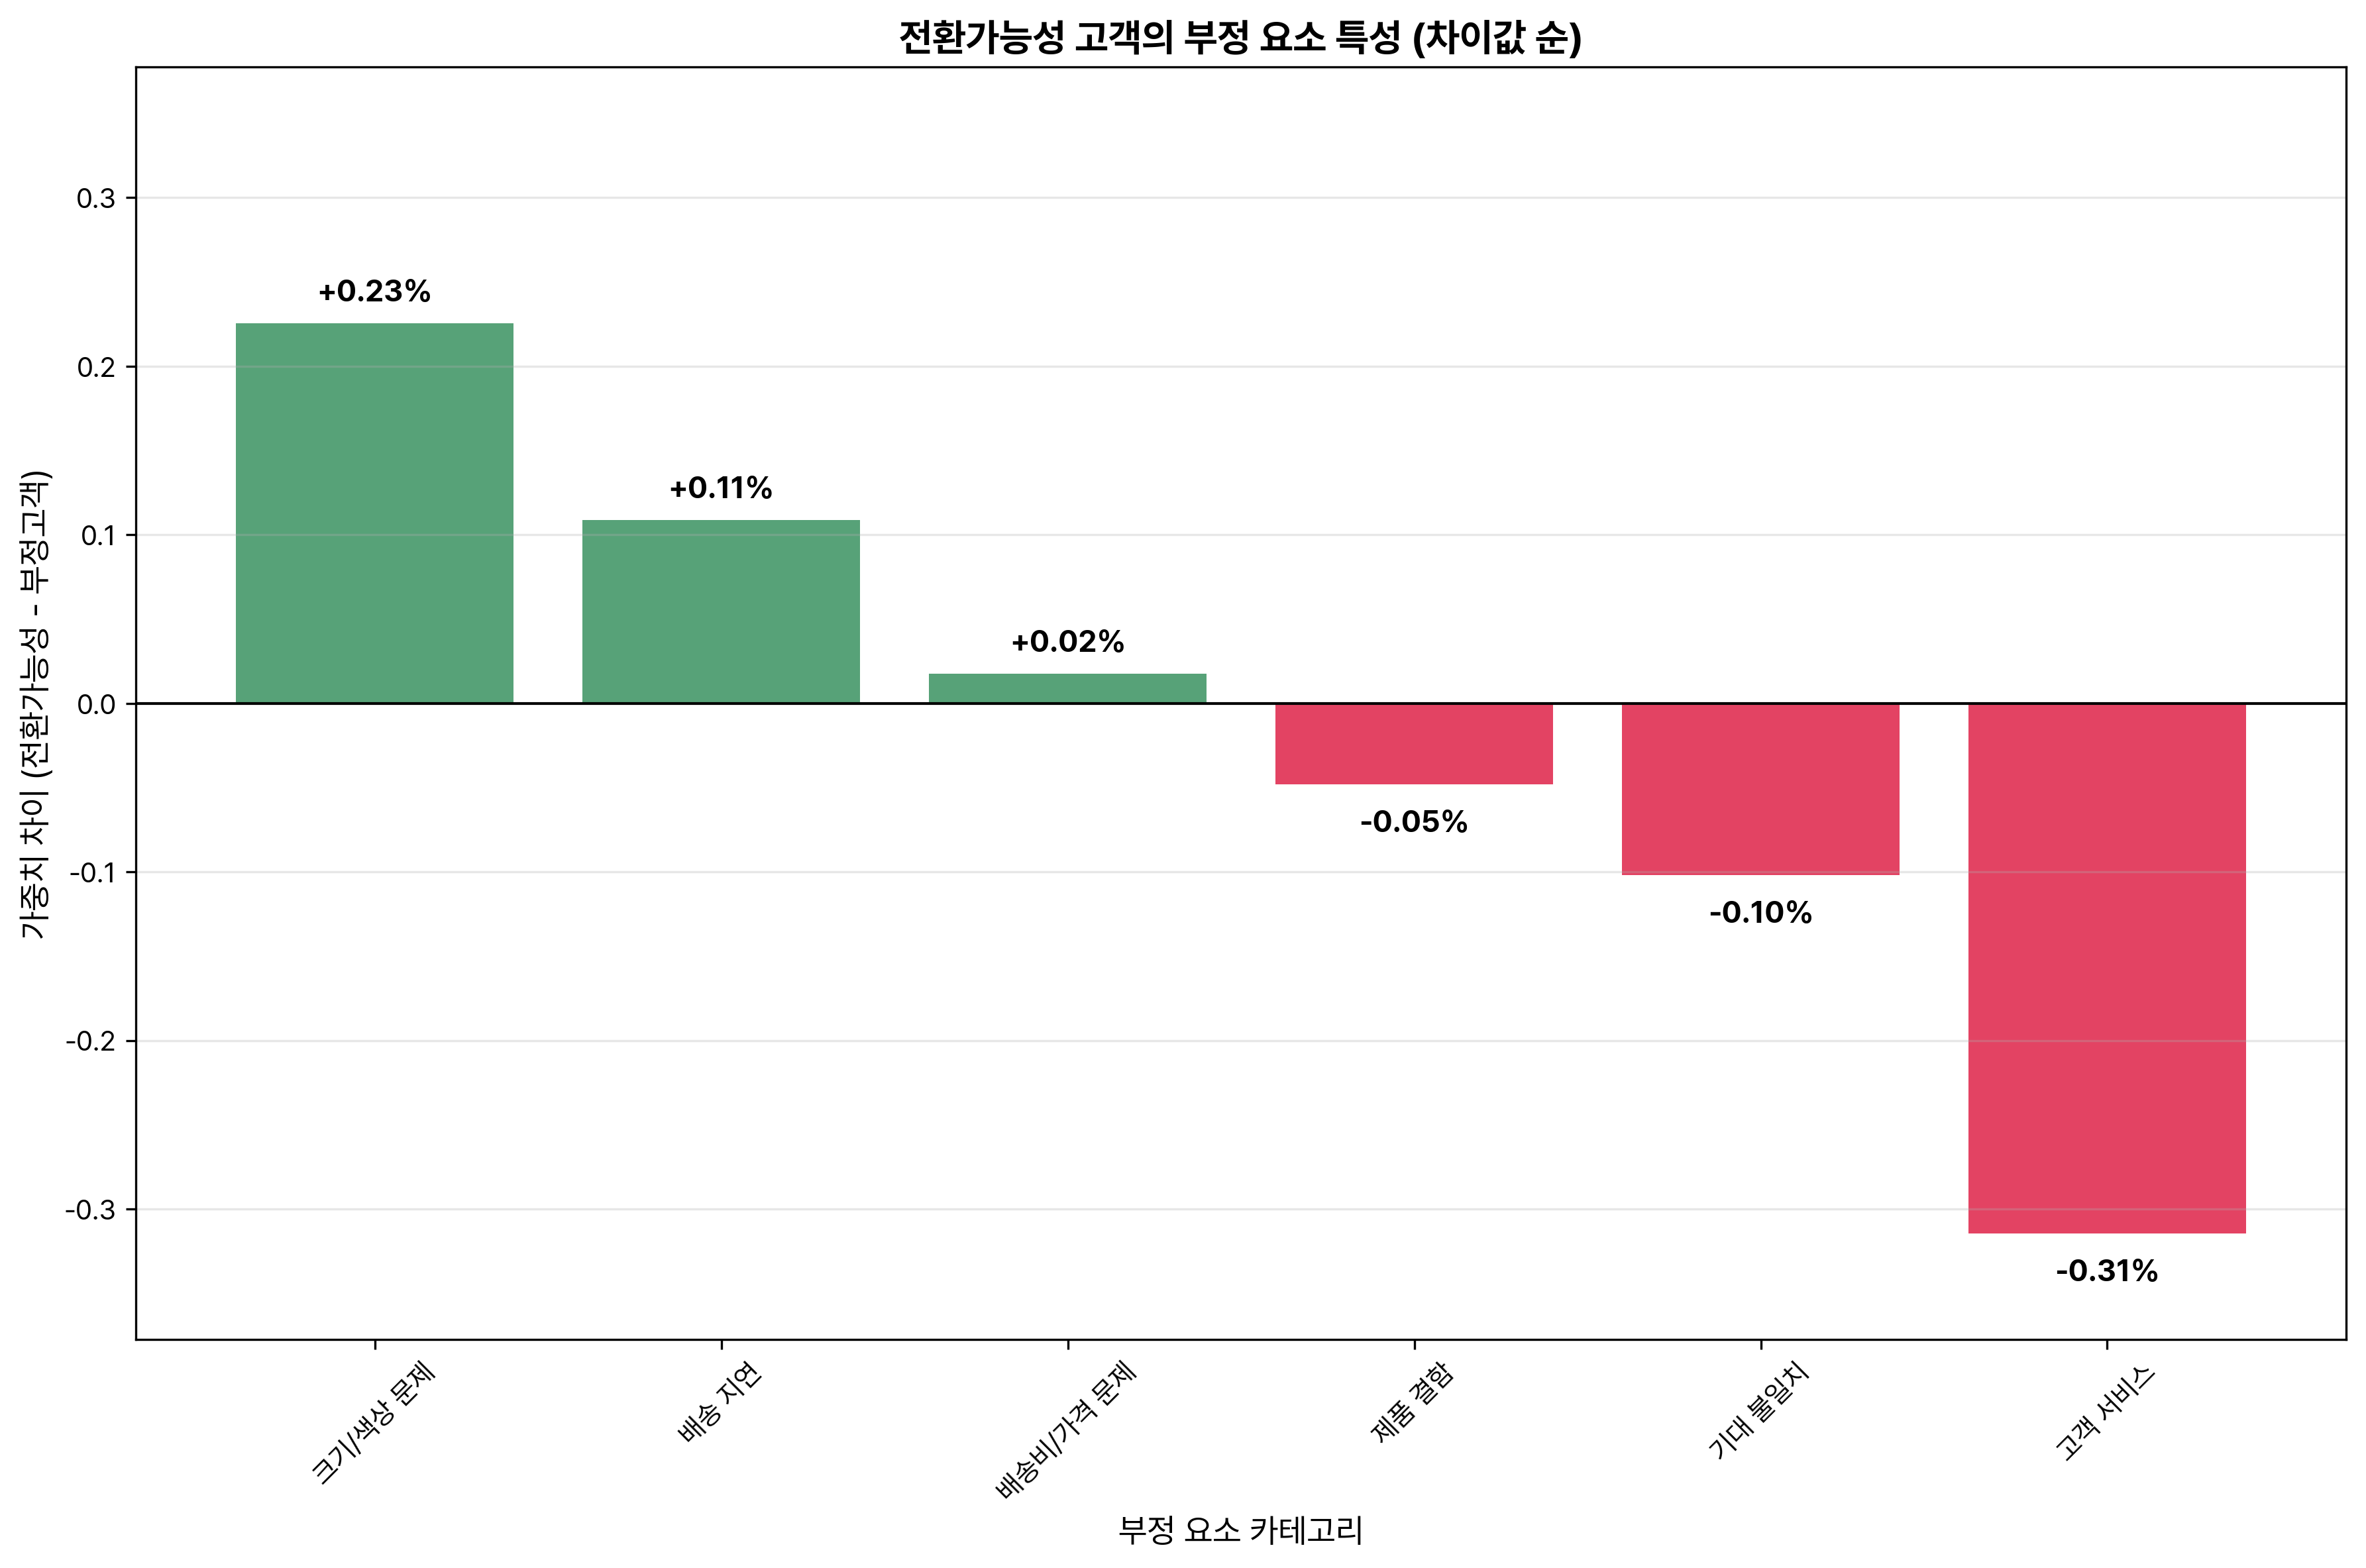 전환가능성 고객의 부정 요소 특성 (차이값 순)
가중치 차이 (전환가능성 - 부정고객)
0.3
0.2
0.1
0.0
-0.1
-0.2
-0.3
+0.23%
+0.11%
+0.02%
-0.05%
-0.10%
-0.31%
크기/색상 문제
배송 지연
배송비/가격 문제
제품 결함
기대 불일치
고객 서비스
부정 요소 카테고리